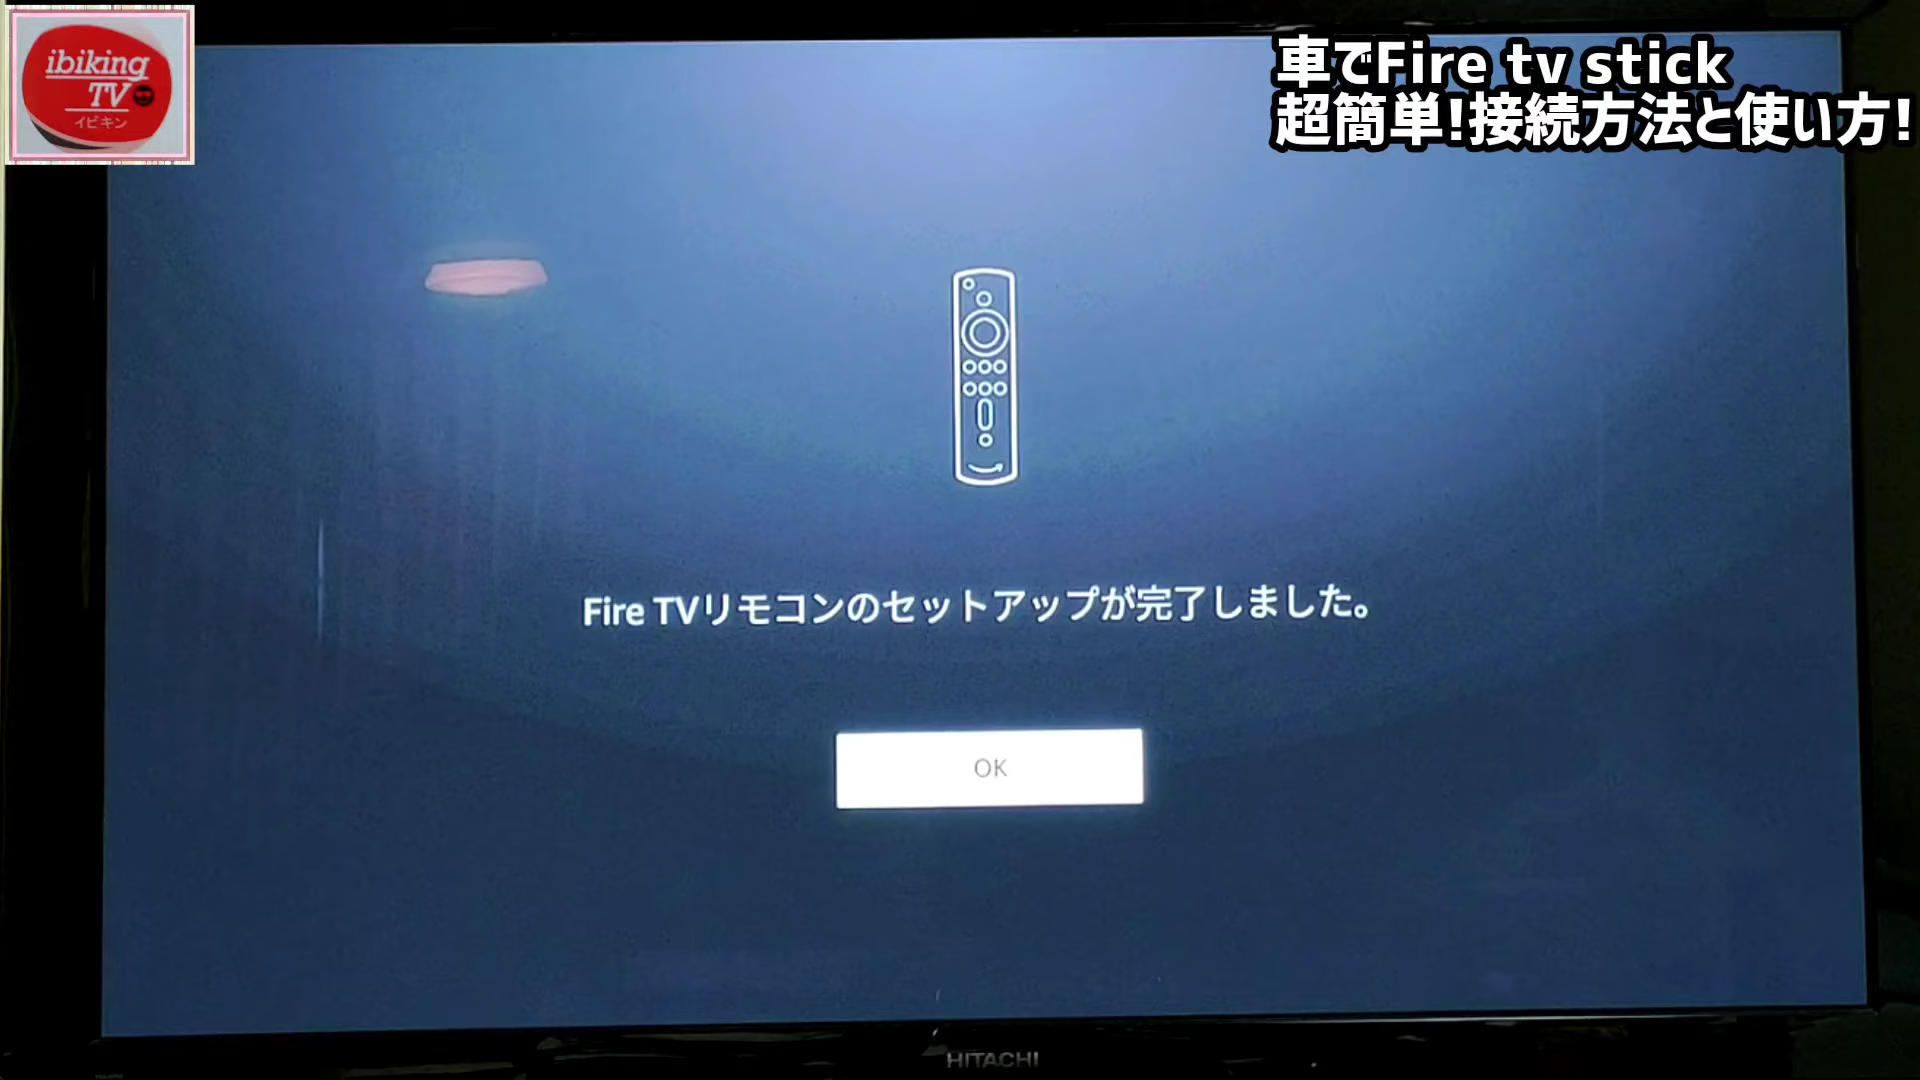 ibiking
TV
イビキン
車でFire tv stick
超簡単!接続方法と使い方!
Fire TVリモコンのセットアップが完了しました。
OK
HITACHI